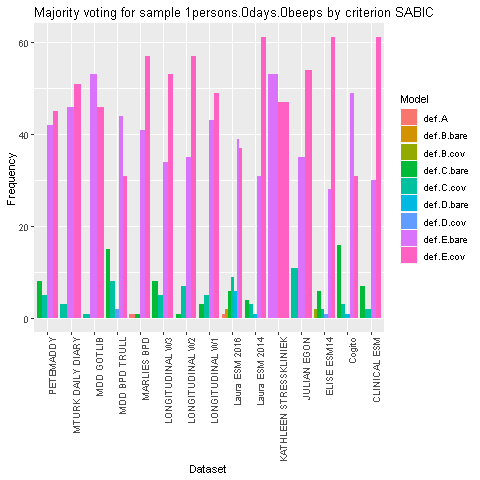 Majority voting for sample 1persons.0days.0beeps by criterion SABIC
Frequency
60
40
20
0
PETEMADDY
MTURK DAILY DIARY
MDD GOTLIB
MDD BPD TRULL
MARLIES BPD
LONGITUDINAL W3
LONGITUDINAL W2
LONGITUDINAL W1
Laura ESM 2016
Laura ESM 2014
KATHLEEN STRESSKLINIEK
JULIAN EGON
ELISE ESM14
Cogito
CLINICAL ESM
Dataset
Model
def.A
def.B.bare
def.B.cov
def.C.bare
def.C.cov
def.D.bare
def.D.cov
def.E.bare
def.E.cov